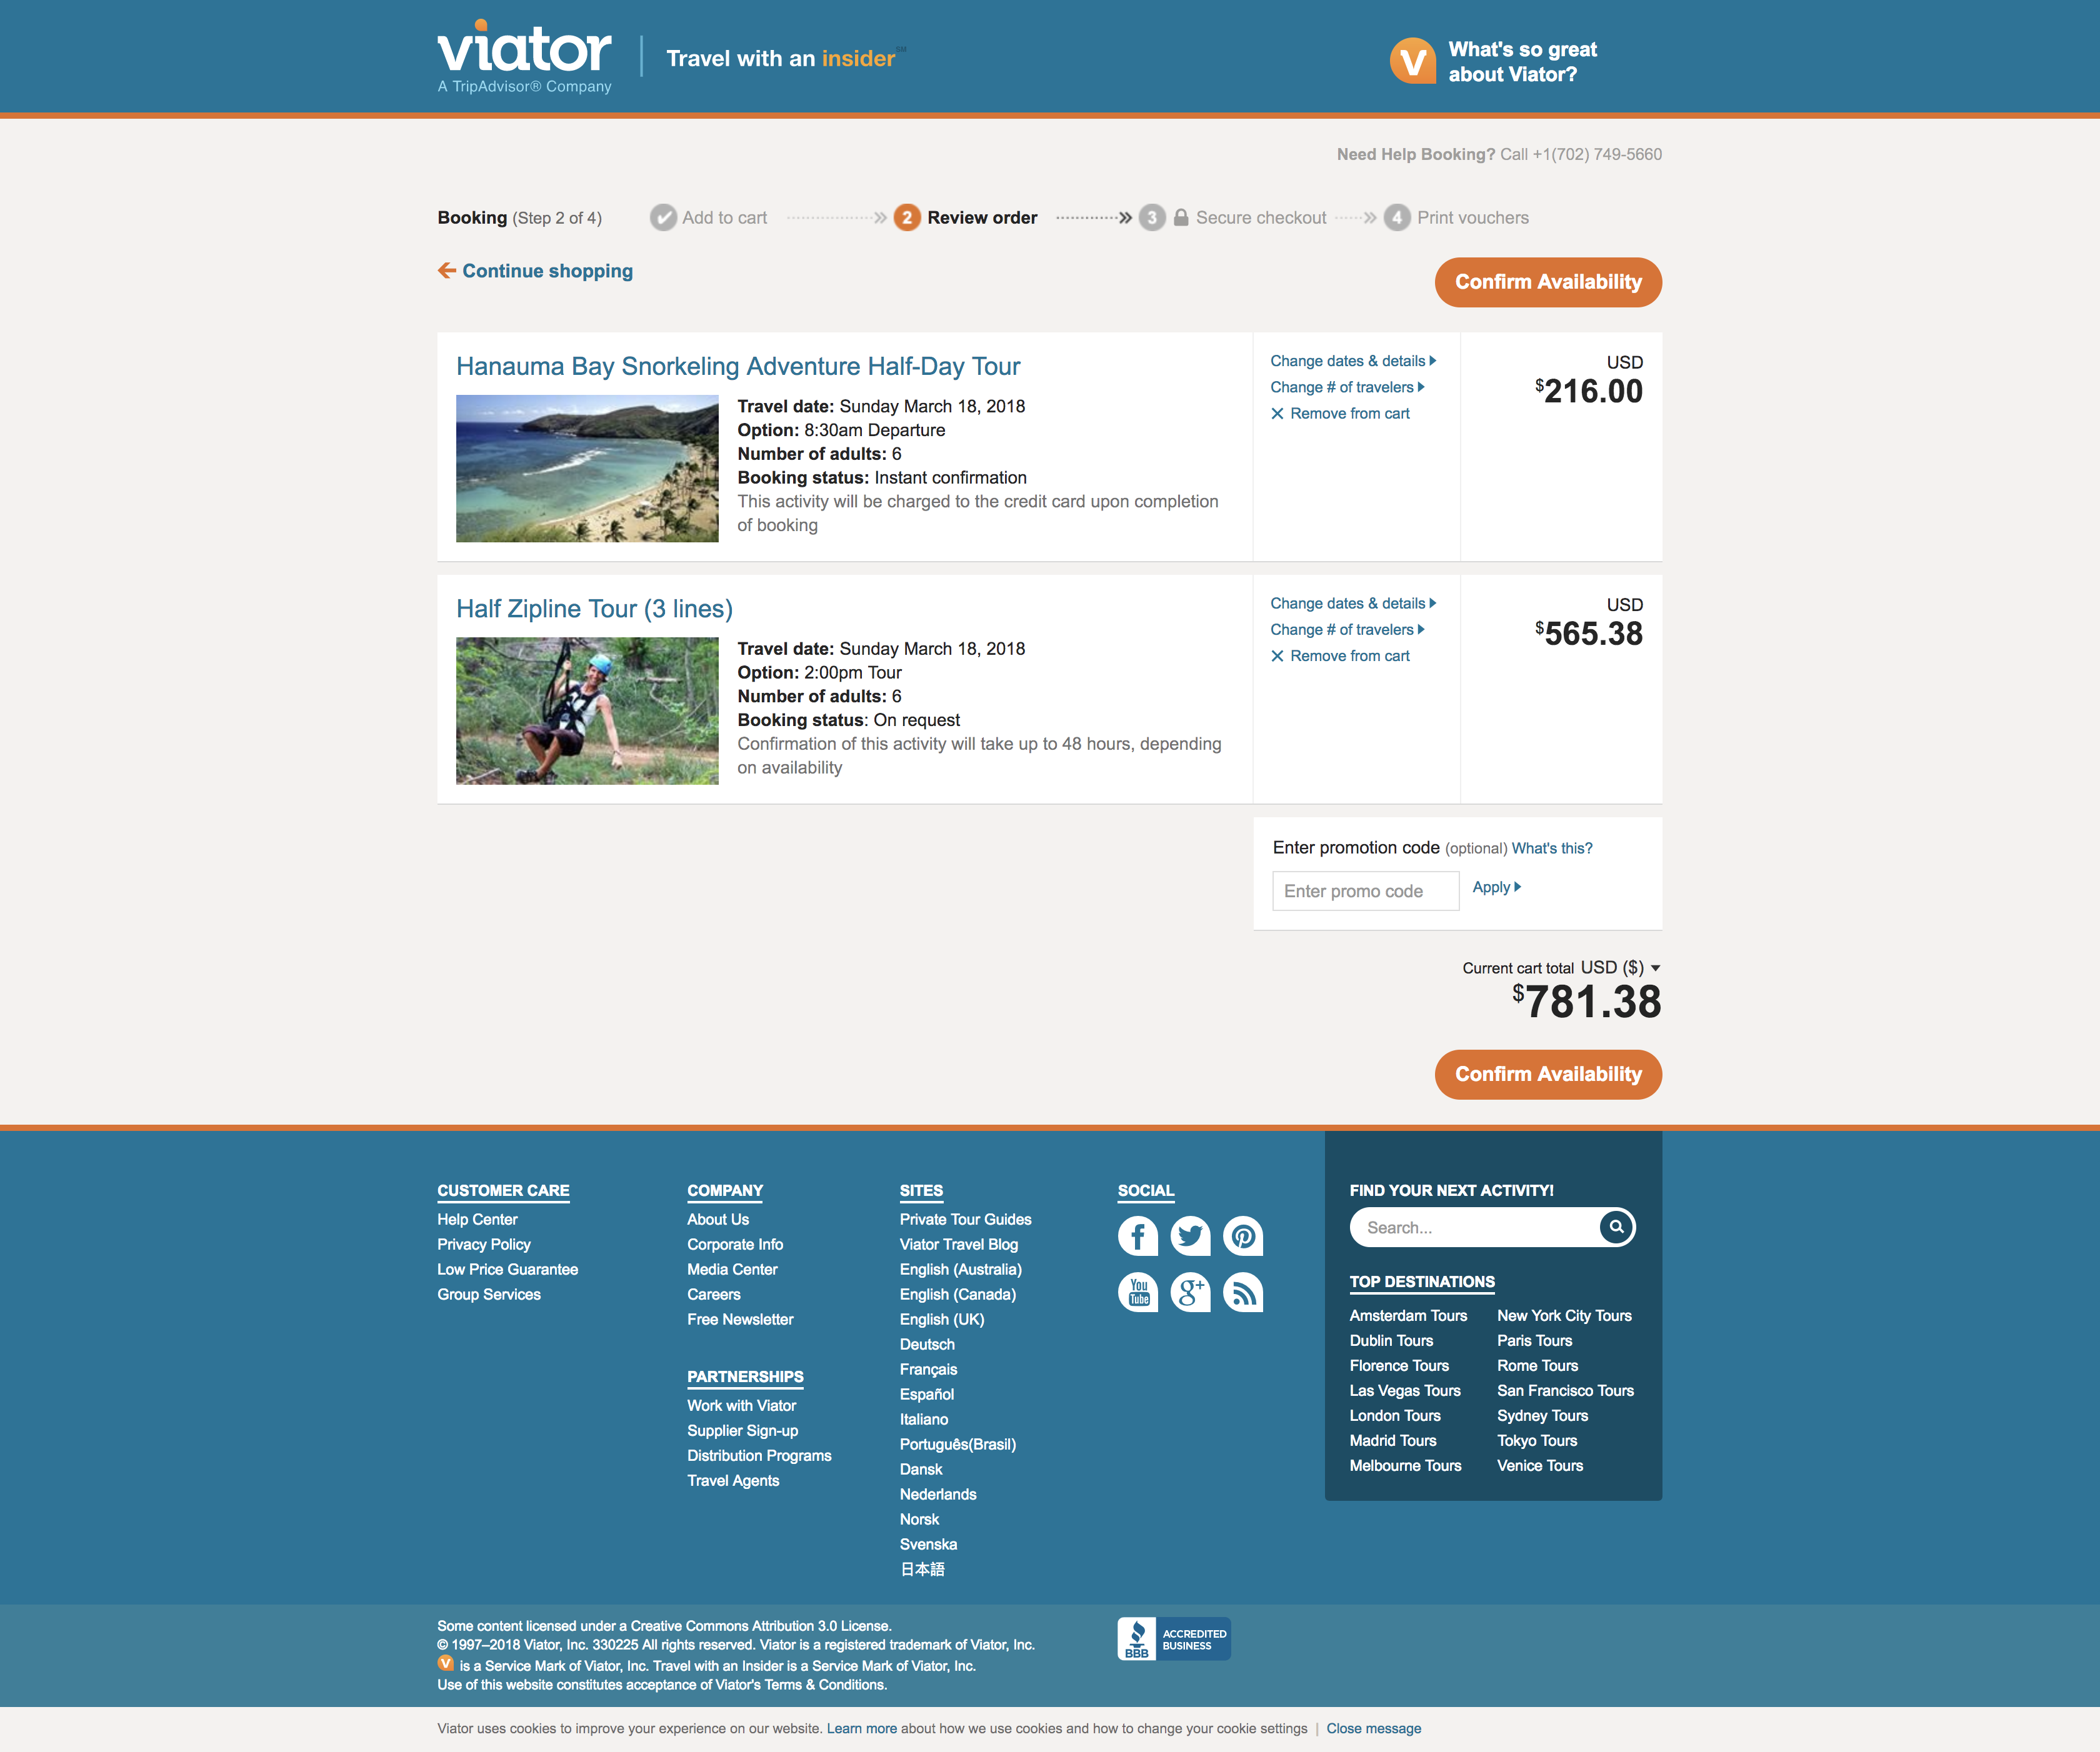 viator
A TripAdvisor® Company
Travel with an insider℠
What's so great
about Viator?
Need Help Booking? Call +1(702) 749-5660
Booking (Step 2 of 4)
Add to cart
2 Review order
3 Secure checkout
4 Print vouchers
Continue shopping
Confirm Availability
Hanauma Bay Snorkeling Adventure Half-Day Tour
Travel date: Sunday March 18, 2018
Option: 8:30am Departure
Number of adults: 6
Booking status: Instant confirmation
This activity will be charged to the credit card upon completion
of booking
Change dates & details
Change # of travelers
Remove from cart
USD
$216.00
Half Zipline Tour (3 lines)
Travel date: Sunday March 18, 2018
Option: 2:00pm Tour
Number of adults: 6
Booking status: On request
Confirmation of this activity will take up to 48 hours, depending
on availability
Change dates & details
Change # of travelers
Remove from cart
USD
$565.38
Enter promotion code (optional) What's this?
Enter promo code
Apply
Current cart total USD ($)
$781.38
Confirm Availability
CUSTOMER CARE
Help Center
Privacy Policy
Low Price Guarantee
Group Services
COMPANY
About Us
Corporate Info
Media Center
Careers
Free Newsletter
PARTNERSHIPS
Work with Viator
Supplier Sign-up
Distribution Programs
Travel Agents
SITES
Private Tour Guides
Viator Travel Blog
English (Australia)
English (Canada)
English (UK)
Deutsch
Français
Español
Italiano
Português(Brasil)
Dansk
Nederlands
Norsk
Svenska
日本語
SOCIAL
You
Tube
g+
FIND YOUR NEXT ACTIVITY!
Search...
TOP DESTINATIONS
Amsterdam Tours
Dublin Tours
Florence Tours
Las Vegas Tours
London Tours
Madrid Tours
Melbourne Tours
New York City Tours
Paris Tours
Rome Tours
San Francisco Tours
Sydney Tours
Tokyo Tours
Venice Tours
Some content licensed under a Creative Commons Attribution 3.0 License.
© 1997–2018 Viator, Inc. 330225 All rights reserved. Viator is a registered trademark of Viator, Inc.
V is a Service Mark of Viator, Inc. Travel with an Insider is a Service Mark of Viator, Inc.
Use of this website constitutes acceptance of Viator's Terms & Conditions.
BBB
ACCREDITED
BUSINESS
Viator uses cookies to improve your experience on our website. Learn more about how we use cookies and how to change your cookie settings | Close message